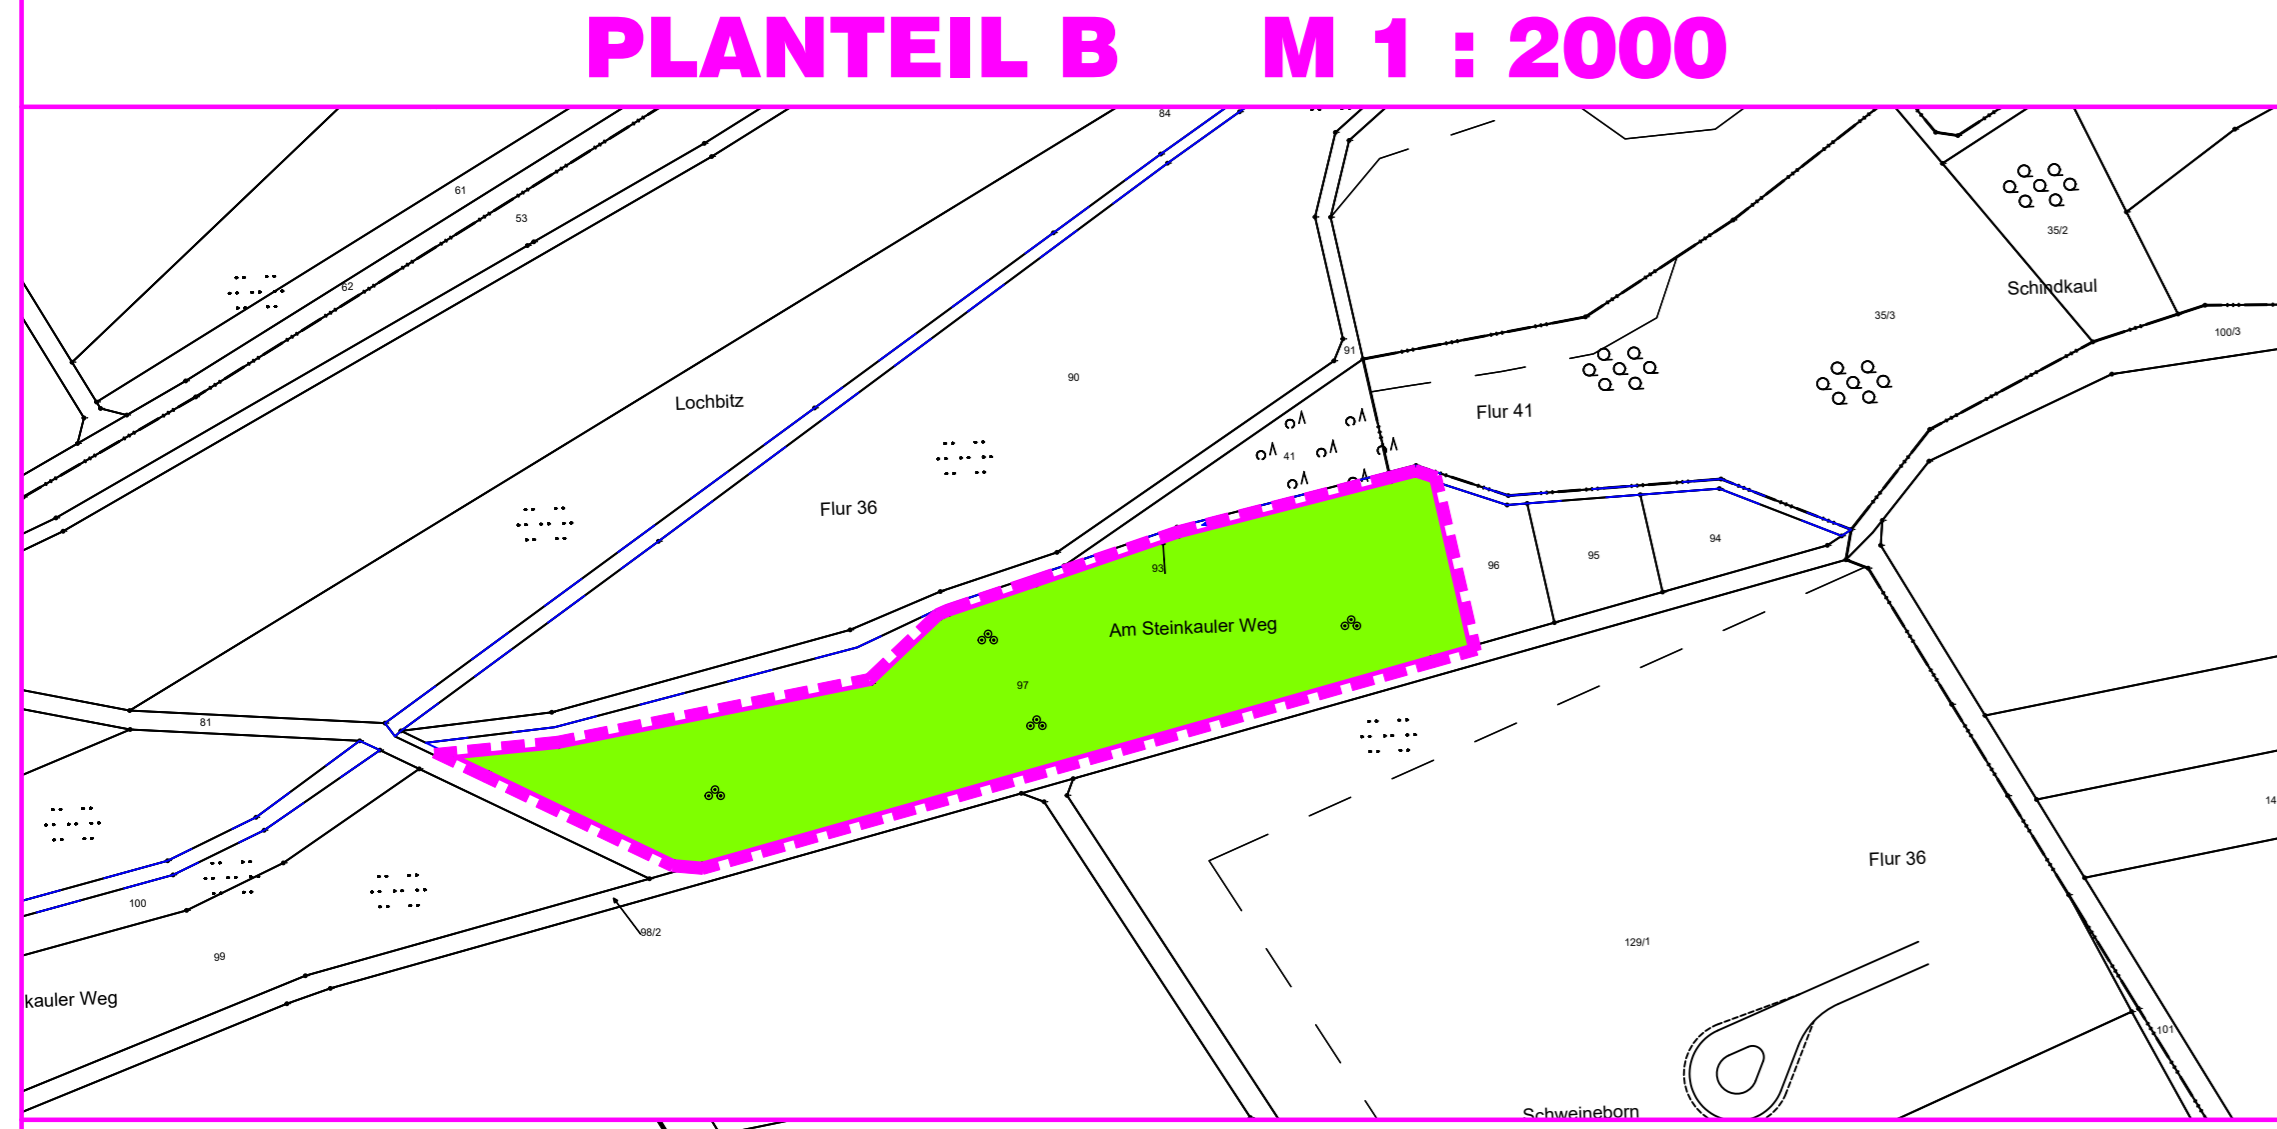 PLANTEIL B M 1 : 2000
84
61
53
35/2
62
Schindkaul
35/3
100/3
91
90
Lochbitz
Flur 41
41
Flur 36
94
95
96
93
Am Steinkauler Weg
97
81
14
Flur 36
100
98/2
129/1
99
kauler Weg
101
Schweineborn